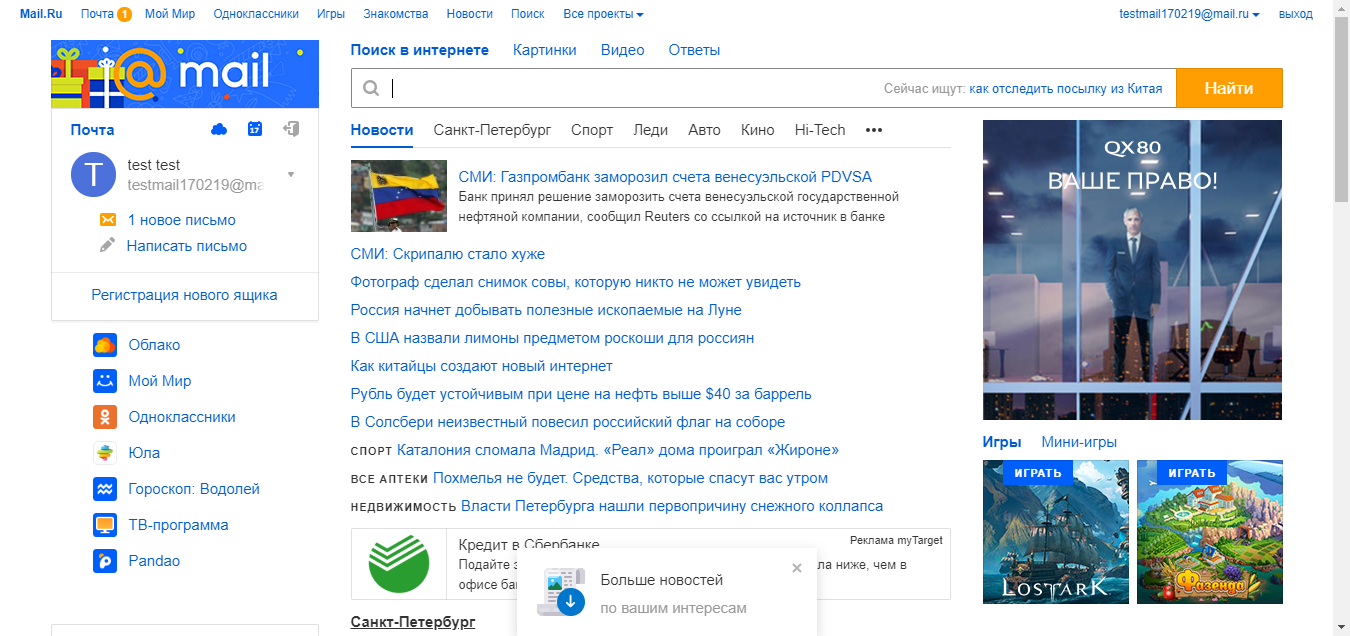 Mail.Ru Почта 1 Мой Мир Одноклассники Игры Знакомства Новости Поиск Все проекты testmail170219@mail.ru выход
mail
Почта 17
T test test
testmail170219@ma
1 новое письмо
Написать письмо
Регистрация нового ящика
Облако
Мой Мир
Одноклассники
Юла
Гороскоп: Водолей
ТВ-программа
Pandao
Поиск в интернете Картинки Видео Ответы
Сейчас ищут: как отследить посылку из Китая Найти
Новости Санкт-Петербург Спорт Леди Авто Кино Hi-Tech •••
СМИ: Газпромбанк заморозил счета венесуэльской PDVSA
Банк принял решение заморозить счета венесуэльской государственной
нефтяной компании, сообщил Reuters со ссылкой на источник в банке
СМИ: Скрипалю стало хуже
Фотограф сделал снимок совы, которую никто не может увидеть
Россия начнет добывать полезные ископаемые на Луне
В США назвали лимоны предметом роскоши для россиян
Как китайцы создают новый интернет
Рубль будет устойчивым при цене на нефть выше $40 за баррель
В Солсбери неизвестный повесил российский флаг на соборе
СПОРТ Каталония сломала Мадрид. «Реал» дома проиграл «Жироне»
ВСЕ АПТЕКИ Похмелья не будет. Средства, которые спасут вас утром
НЕДВИЖИМОСТЬ Власти Петербурга нашли первопричину снежного коллапса
Кредит в Сбербанке Реклама myTarget
Подайте з ла ниже, чем в
офисе бан
Больше новостей
по вашим интересам
Санкт-Петербург
QX80
ВАШЕ ПРАВО!
Игры Мини-игры
ИГРАТЬ ИГРАТЬ
LOST ARK Фазенда